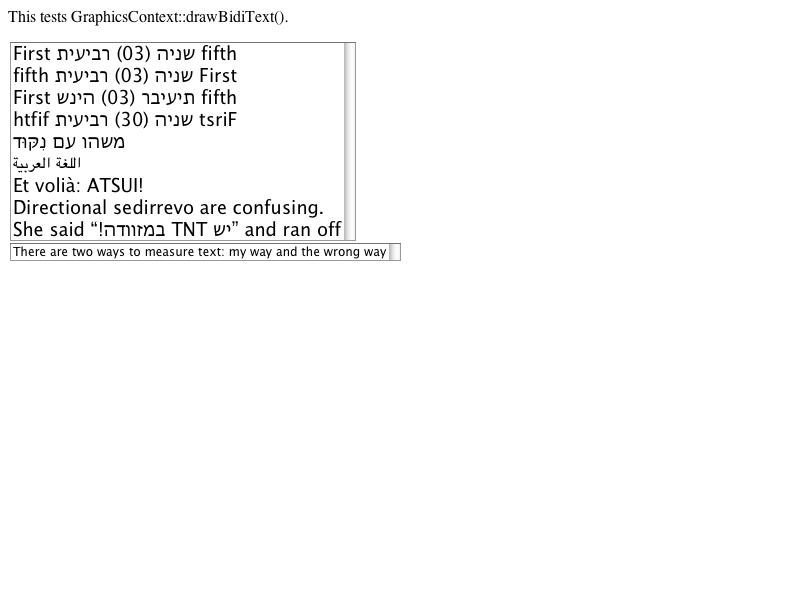 This tests GraphicsContext::drawBidiText().
First שניה (03) רביעית fifth
fifth שניה (03) רביעית First
First תיעיבר (03) הינש fifth
htfif שניה (30) רביעית tsriF
משהו עם נִקּוּד
اللغة العربية
Et volià: ATSUI!
Directional sedirrevo are confusing.
She said “יש TNT במזוודה!” and ran off
There are two ways to measure text: my way and the wrong way